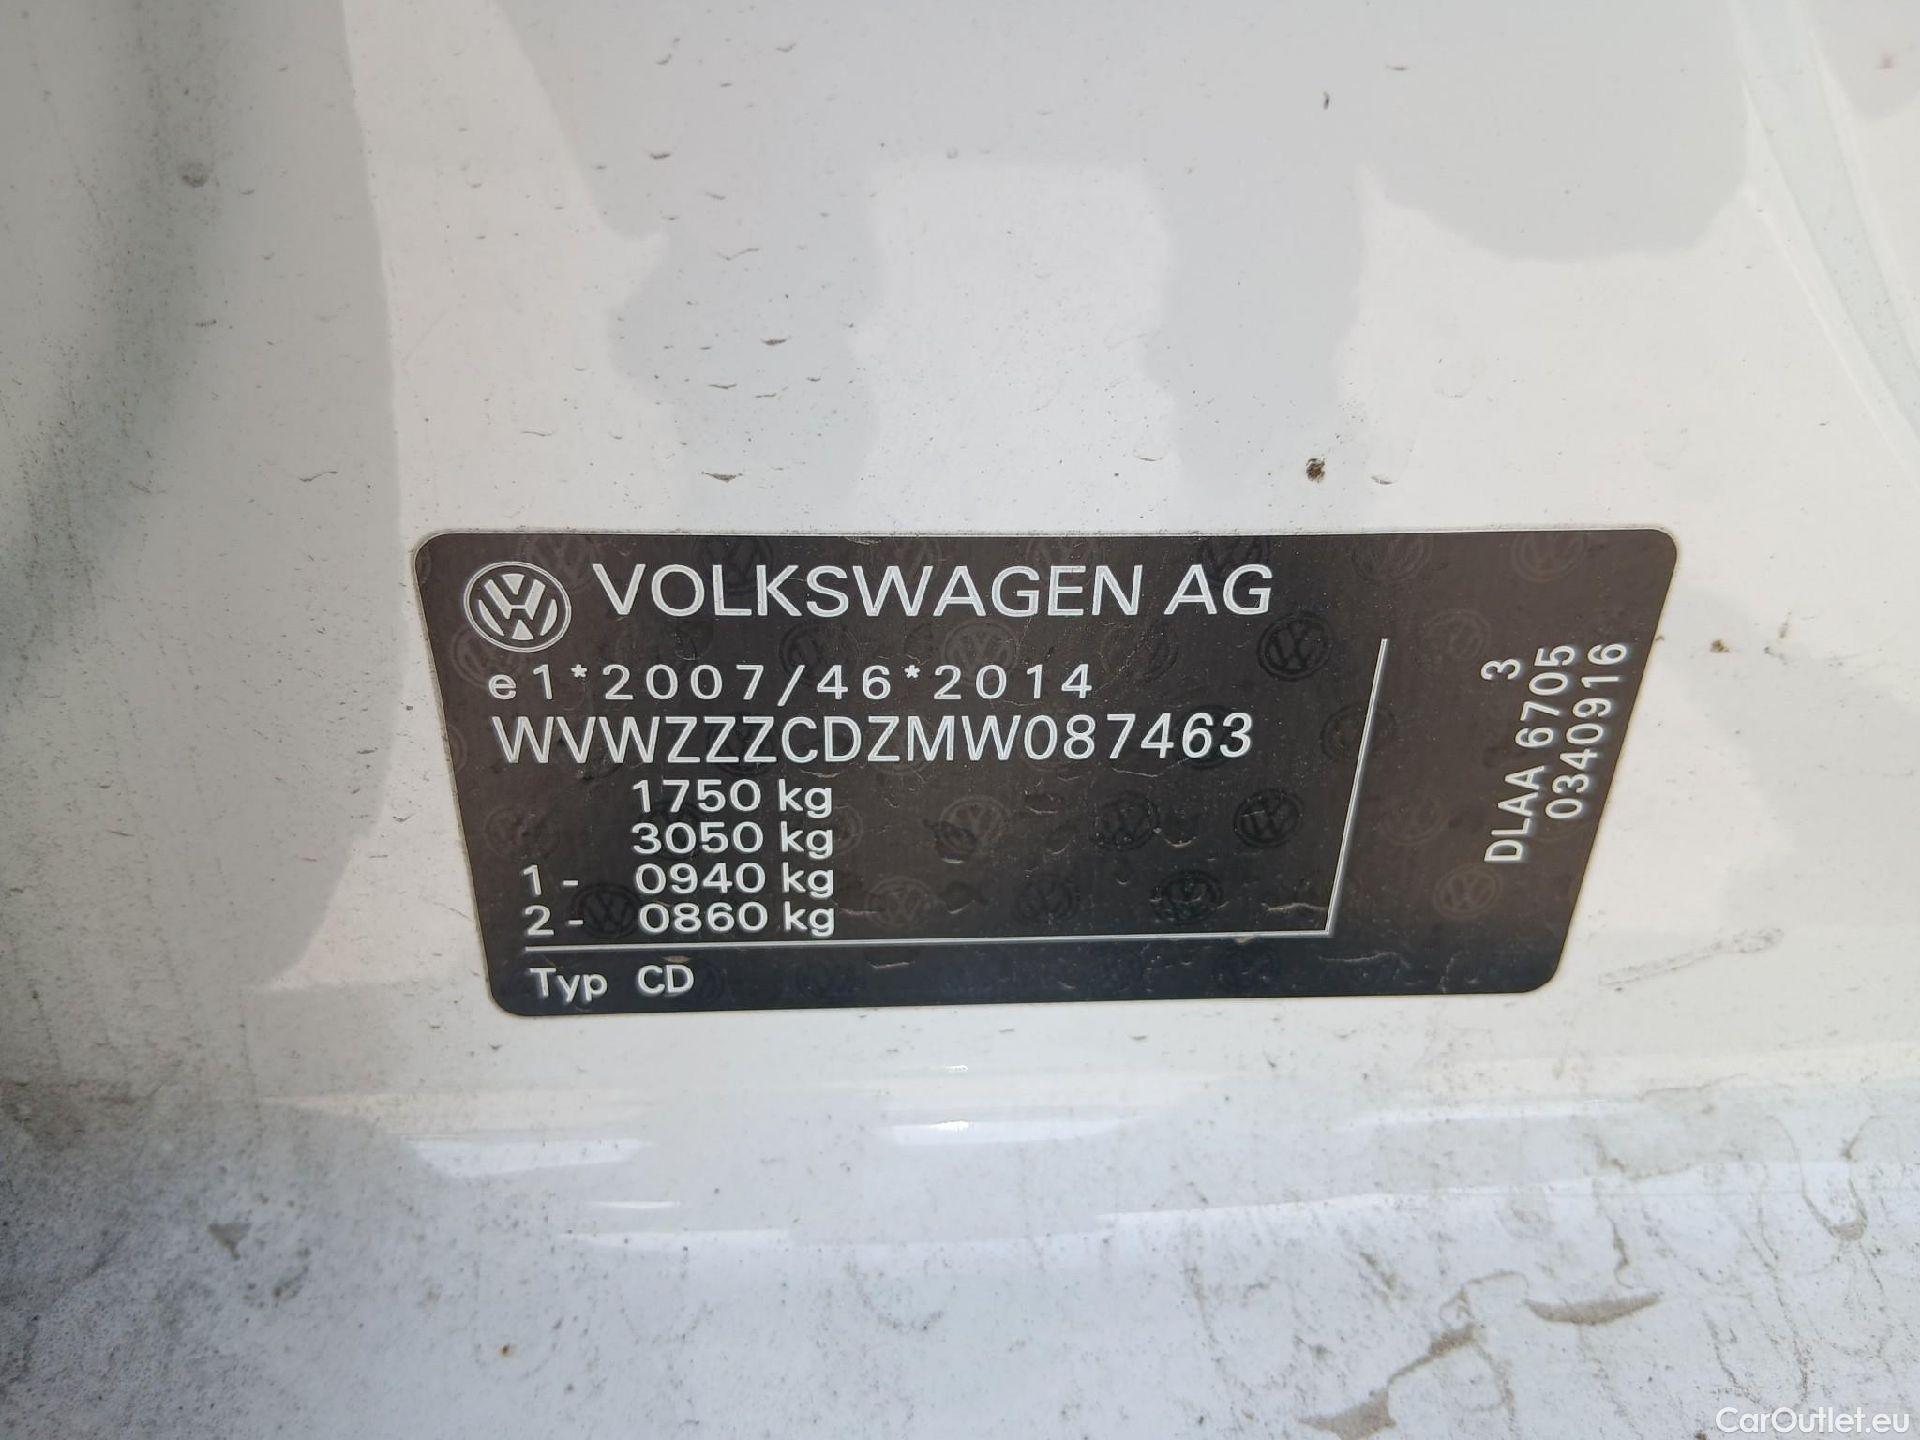 VOLKSWAGEN AG
e1*2007/46*2014
WVWZZZCDZMW087463
1750 kg
3050 kg
1- 0940 kg
2- 0860 kg
Typ CD
3
DLAA 6705
03409916
CarOutlet.eu